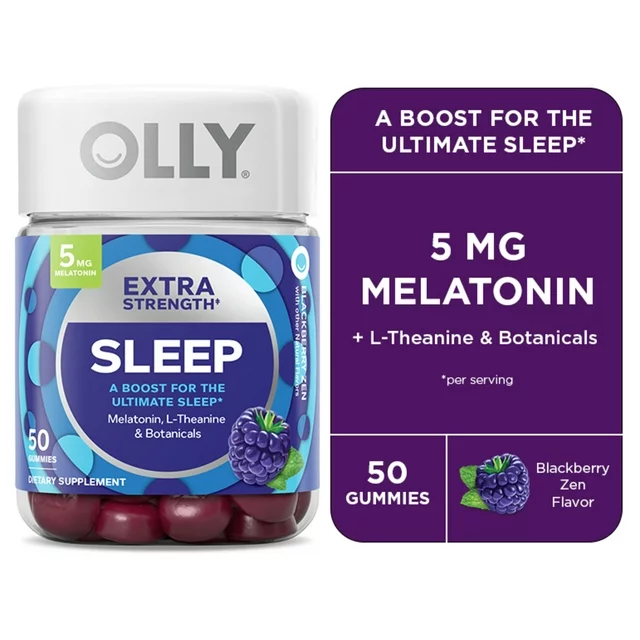 OLLY®
5 MG
MELATONIN
EXTRA
STRENGTH‡
SLEEP
A BOOST FOR THE
ULTIMATE SLEEP*
Melatonin, L-Theanine
& Botanicals
50
GUMMIES
DIETARY SUPPLEMENT
BLACKBERRY ZEN
with other Natural Flavors
A BOOST FOR THE
ULTIMATE SLEEP*
5 MG
MELATONIN
+ L-Theanine & Botanicals
*per serving
50
GUMMIES
Blackberry
Zen
Flavor